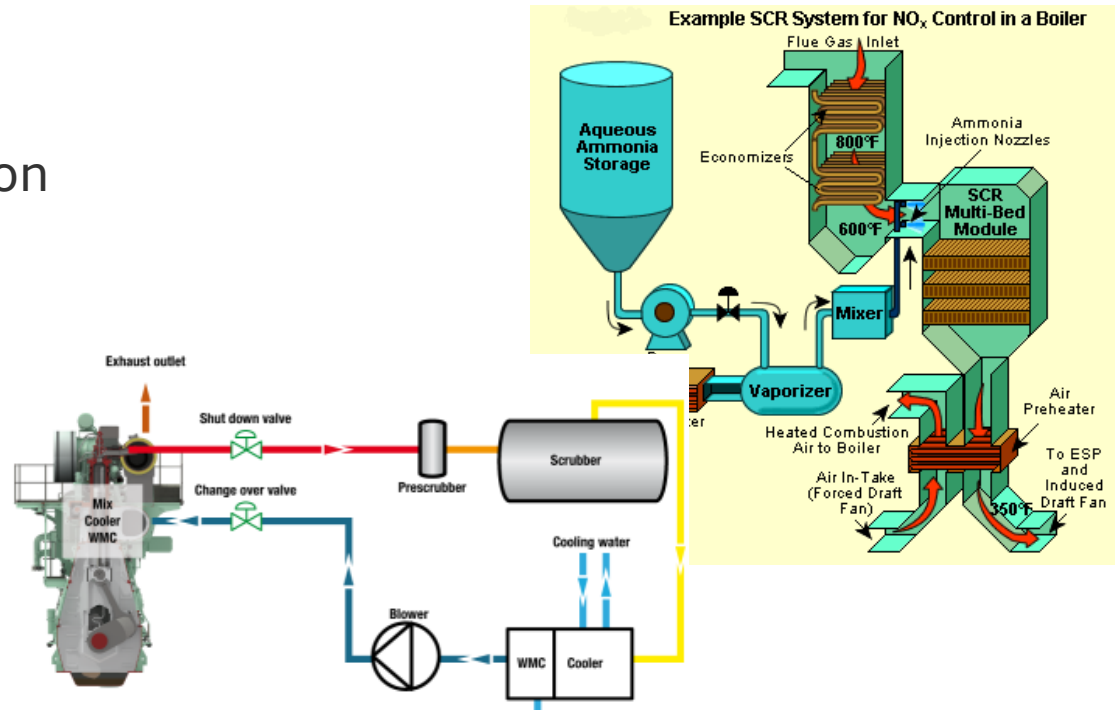 on
Example SCR System for NOx Control in a Boiler
Flue Gas Inlet
Aqueous
Ammonia
Storage
Economizers
800°F
600°F
Ammonia
Injection Nozzles
SCR
Multi-Bed
Module
Mixer
Vaporizer
Heated Combustion
Air to Boiler
Air In-Take
(Forced Draft
Fan)
Air
Preheater
To ESP
and
Induced
Draft Fan
350°F
Exhaust outlet
Shut down valve
Prescrubber
Scrubber
Change over valve
Mix
Cooler
WMC
Cooling water
Blower
WMC
Cooler